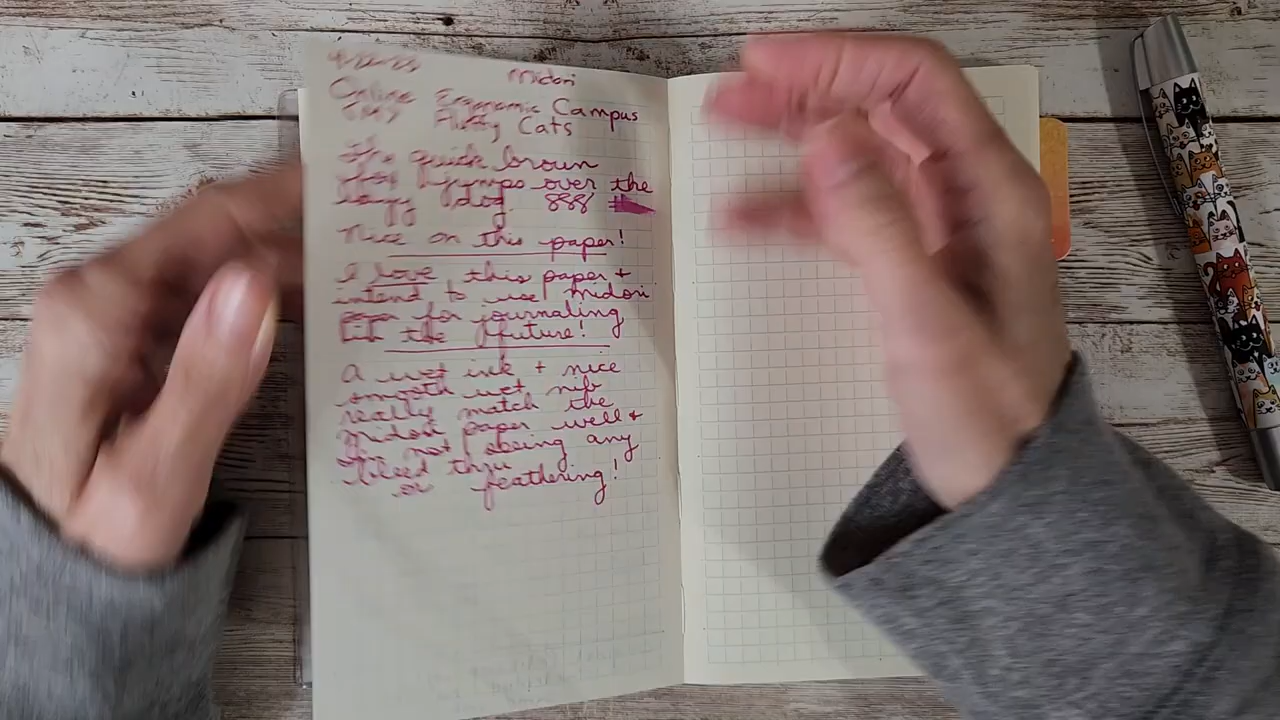 Midori
Online Ergonomic Campus
Fluffy Cats
the quick brown
jumps over the
dog 888
Nice on this paper!
I love this paper +
intend to use Midori
paper for journaling
in the future!
A wet ink + nice
smooth wet nib
really match the
Midori paper well +
I'm not seeing any
bleed thru
or feathering!